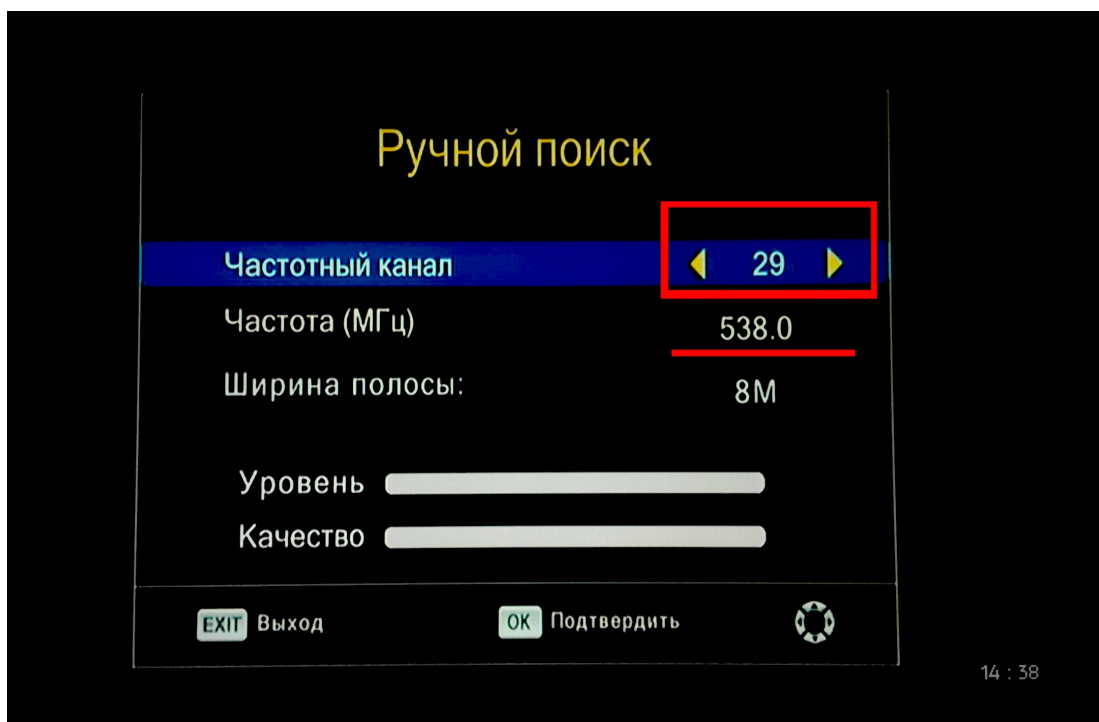 Ручной поиск
Частотный канал 29
Частота (МГц) 538.0
Ширина полосы: 8М
Уровень
Качество
EXIT Выход OK Подтвердить
14 : 38